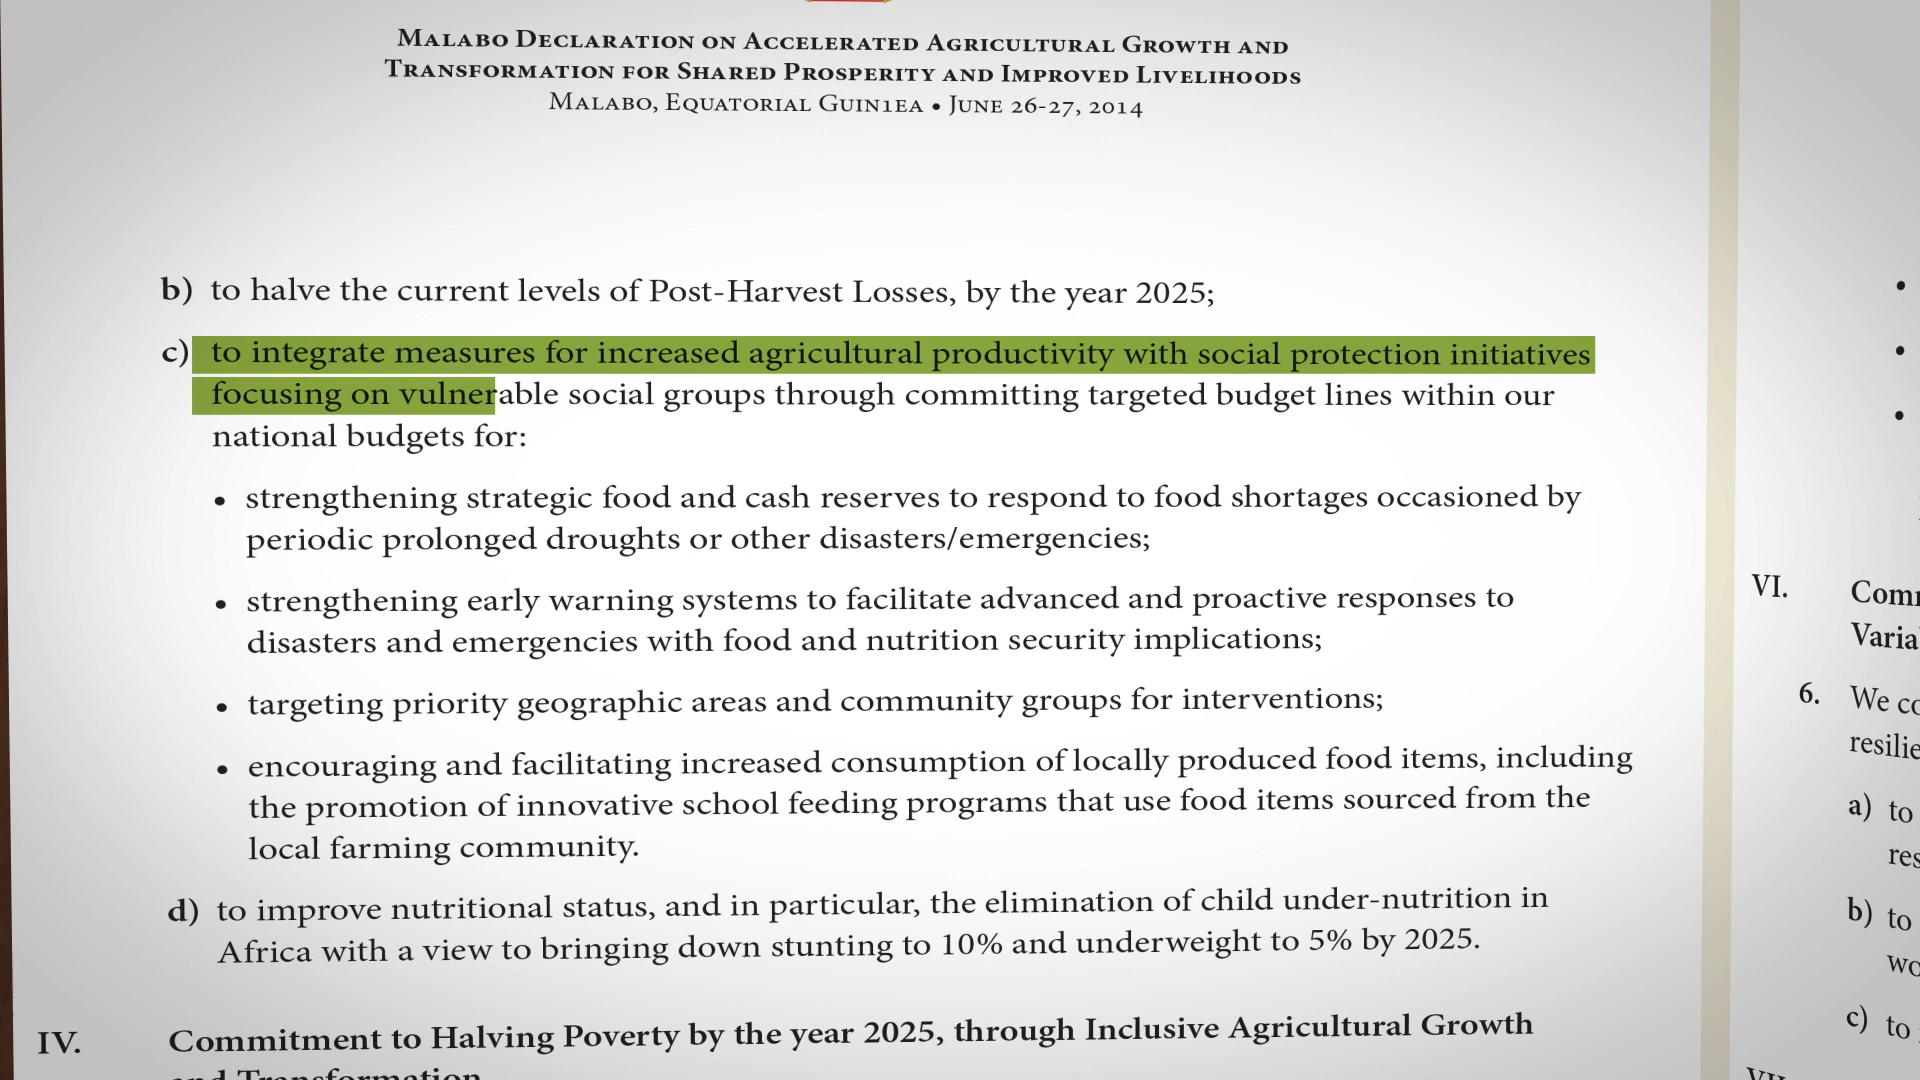 Malabo Declaration on Accelerated Agricultural Growth and
Transformation for Shared Prosperity and Improved Livelihoods
Malabo, Equatorial Guin1ea • June 26-27, 2014
b) to halve the current levels of Post-Harvest Losses, by the year 2025;
c) to integrate measures for increased agricultural productivity with social protection initiatives
focusing on vulnerable social groups through committing targeted budget lines within our
national budgets for:
• strengthening strategic food and cash reserves to respond to food shortages occasioned by
periodic prolonged droughts or other disasters/emergencies;
• strengthening early warning systems to facilitate advanced and proactive responses to
disasters and emergencies with food and nutrition security implications;
• targeting priority geographic areas and community groups for interventions;
• encouraging and facilitating increased consumption of locally produced food items, including
the promotion of innovative school feeding programs that use food items sourced from the
local farming community.
d) to improve nutritional status, and in particular, the elimination of child under-nutrition in
Africa with a view to bringing down stunting to 10% and underweight to 5% by 2025.
IV. Commitment to Halving Poverty by the year 2025, through Inclusive Agricultural Growth
and Transformation
•
•
•
VI.
6. We
a) to
b) to
c) to